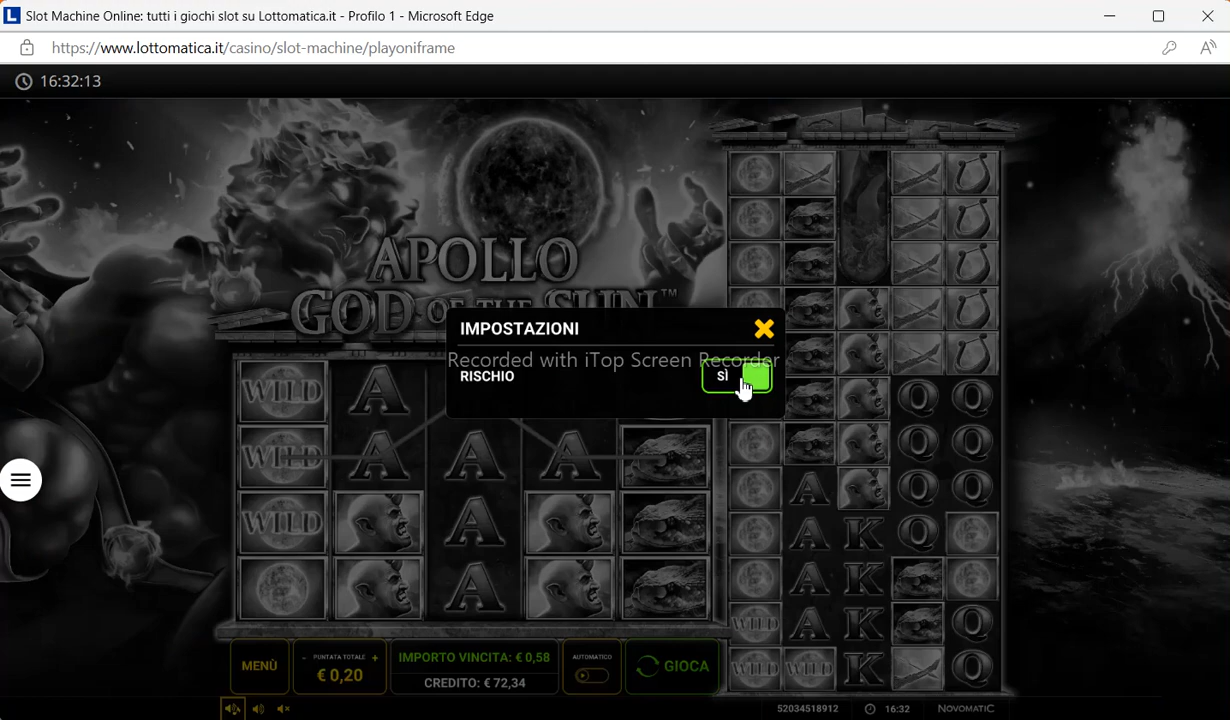 Slot Machine Online: tutti i giochi slot su Lottomatica.it - Profilo 1 - Microsoft Edge
https://www.lottomatica.it/casino/slot-machine/playoniframe
16:32:13
APOLLO
GOD OF THE SUN™
IMPOSTAZIONI
Recorded with iTop Screen Recorder
RISCHIO SÌ
WILD A
WILD A A A
WILD A
A
Q Q
Q Q
A Q Q
A K Q
A K
WILD A K Q
WILD WILD K Q
MENÙ - PUNTATA TOTALE + € 0,20 IMPORTO VINCITA: € 0,58 AUTOMATICO GIOCA
CREDITO: € 72,34
52034518912 16:32 NOVOMATIC